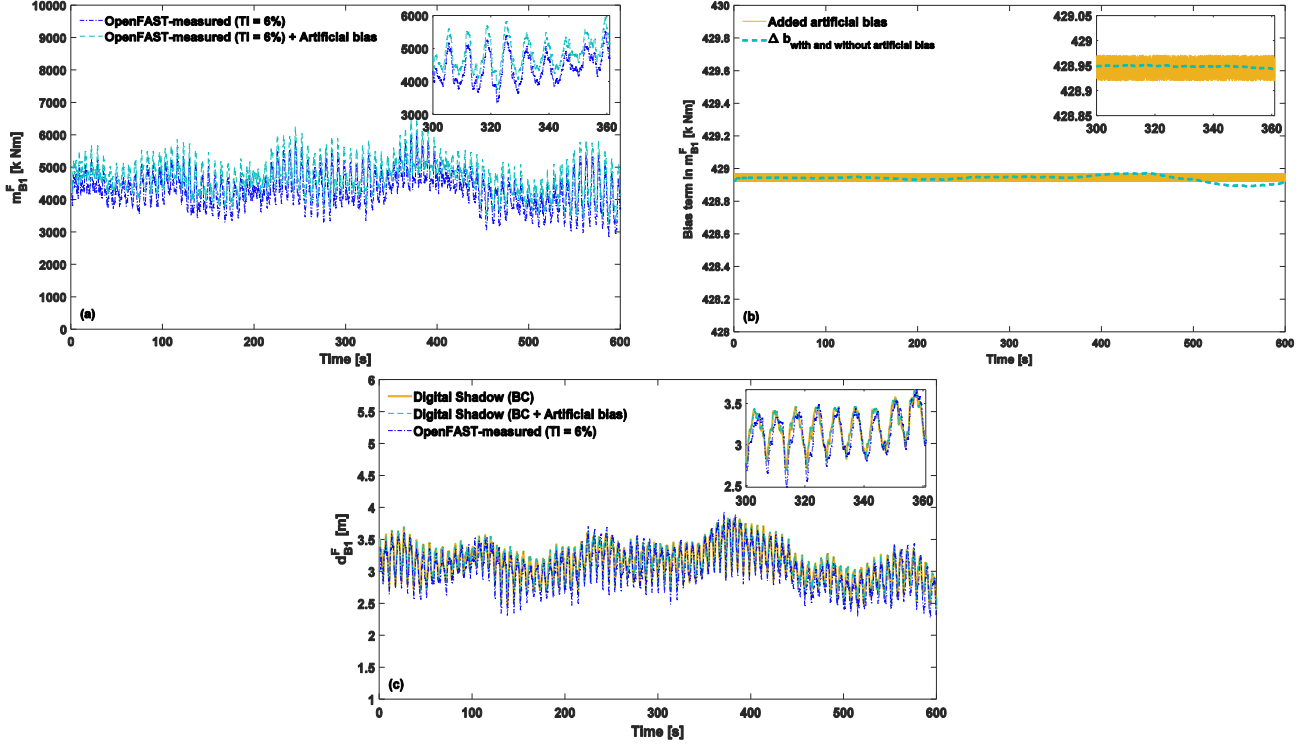 10000
9000
8000
7000
6000
5000
4000
3000
2000
1000
0
m^F_B1 [k Nm]
OpenFAST-measured (TI = 6%)
OpenFAST-measured (TI = 6%) + Artificial bias
6000
5000
4000
3000
300 320 340 360
(a)
0 100 200 300 400 500 600
Time [s]
430
429.8
429.6
429.4
429.2
429
428.8
428.6
428.4
428.2
428
Bias term in m^F_B1 [k Nm]
Added artificial bias
Δ b_with and without artificial bias
429.05
429
428.95
428.9
428.85
300 320 340 360
(b)
0 100 200 300 400 500 600
Time [s]
6
5.5
5
4.5
4
3.5
3
2.5
2
1.5
1
d^F_B1 [m]
Digital Shadow (BC)
Digital Shadow (BC + Artificial bias)
OpenFAST-measured (TI = 6%)
3.5
3
2.5
300 320 340 360
(c)
0 100 200 300 400 500 600
Time [s]